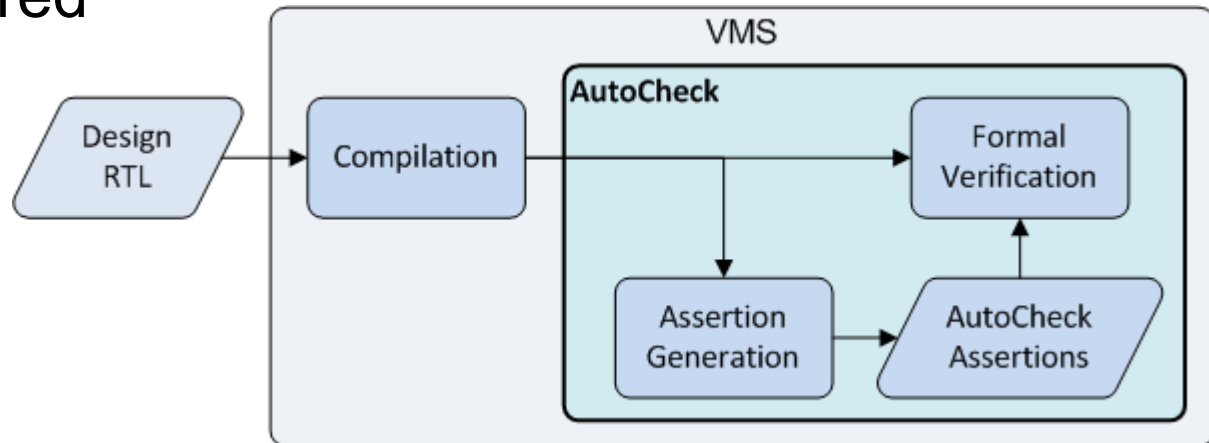 VMS
AutoCheck
Design
RTL
Compilation
Formal
Verification
Assertion
Generation
AutoCheck
Assertions